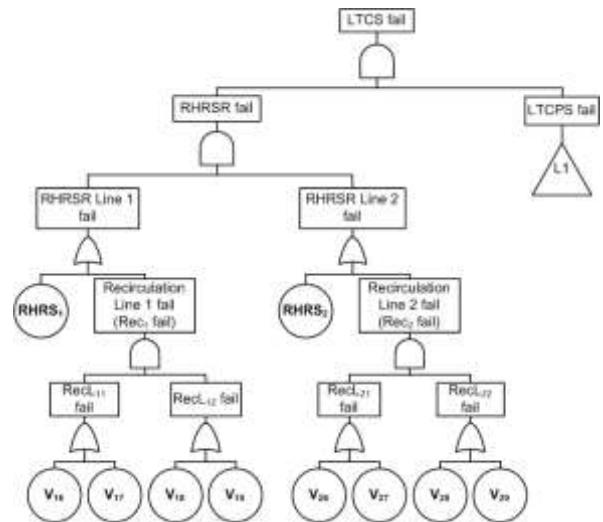 LTCS fail
RHRSR fail
LTCPS fail
L1
RHRSR Line 1
fail
RHRSR Line 2
fail
RHRS₁
Recirculation
Line 1 fail
(Rec₁ fail)
RHRS₂
Recirculation
Line 2 fail
(Rec₂ fail)
RecL₁₁
fail
RecL₁₂ fail
RecL₂₁
fail
RecL₂₂
fail
V₁₆
V₁₇
V₁₈
V₁₉
V₂₆
V₂₇
V₂₈
V₂₉